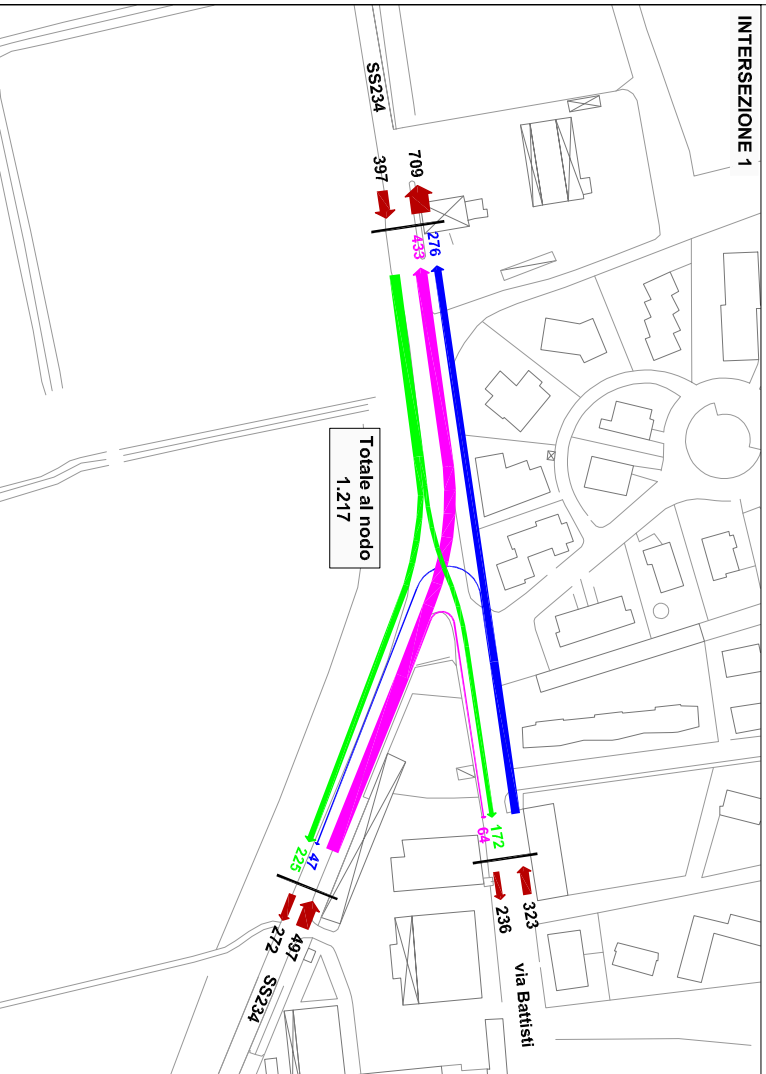 INTERSEZIONE 1
SS234
397
709
433
276
Totale al nodo
1.217
172
64
323
236
via Battisti
225
47
272
497
SS234